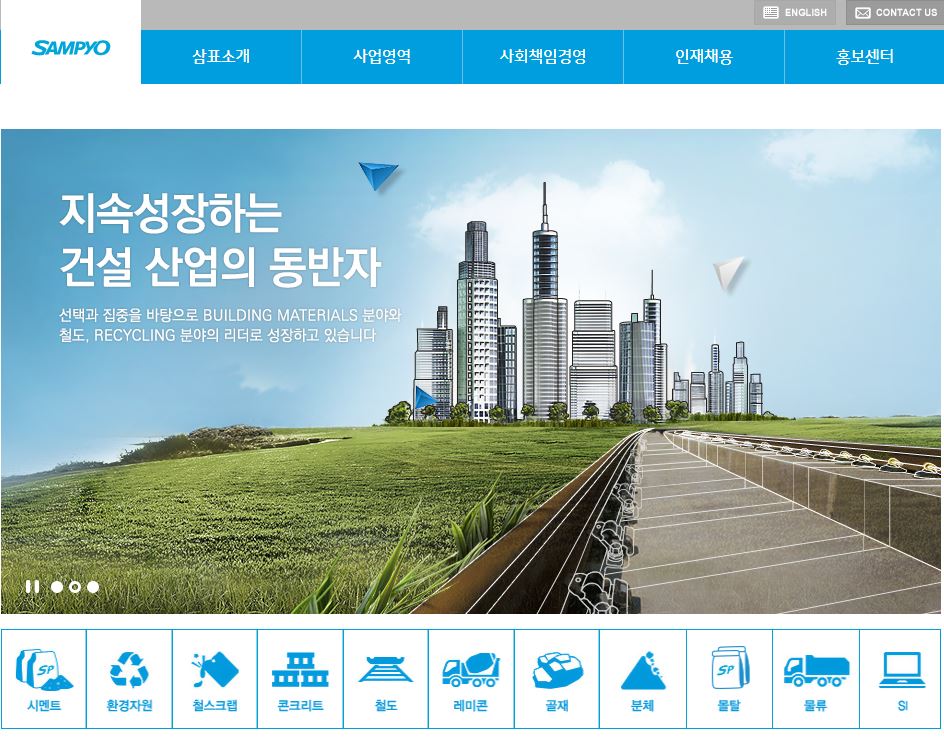 ENGLISH
CONTACT US
SAMPYO
삼표소개
사업영역
사회책임경영
인재채용
홍보센터
지속성장하는
건설 산업의 동반자
선택과 집중을 바탕으로 BUILDING MATERIALS 분야와
철도, RECYCLING 분야의 리더로 성장하고 있습니다
SP
SP
시멘트
환경자원
철스크랩
콘크리트
철도
레미콘
골재
분체
몰탈
물류
SI